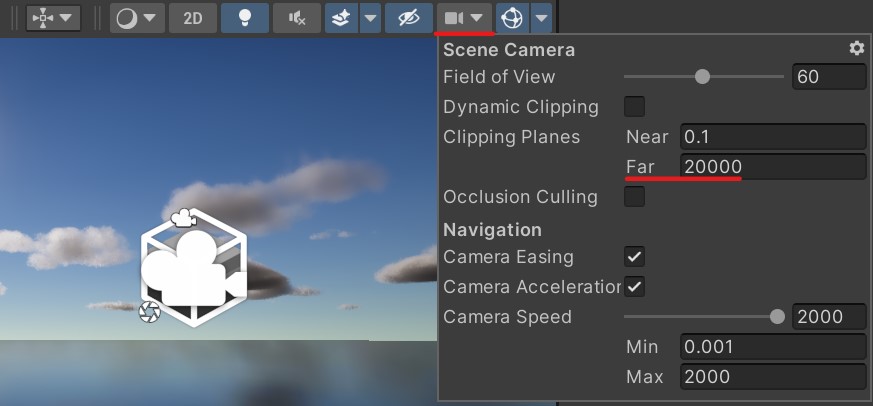 2D
Scene Camera
Field of View 60
Dynamic Clipping
Clipping Planes Near 0.1
Far 20000
Occlusion Culling
Navigation
Camera Easing
Camera Acceleration
Camera Speed 2000
Min 0.001
Max 2000